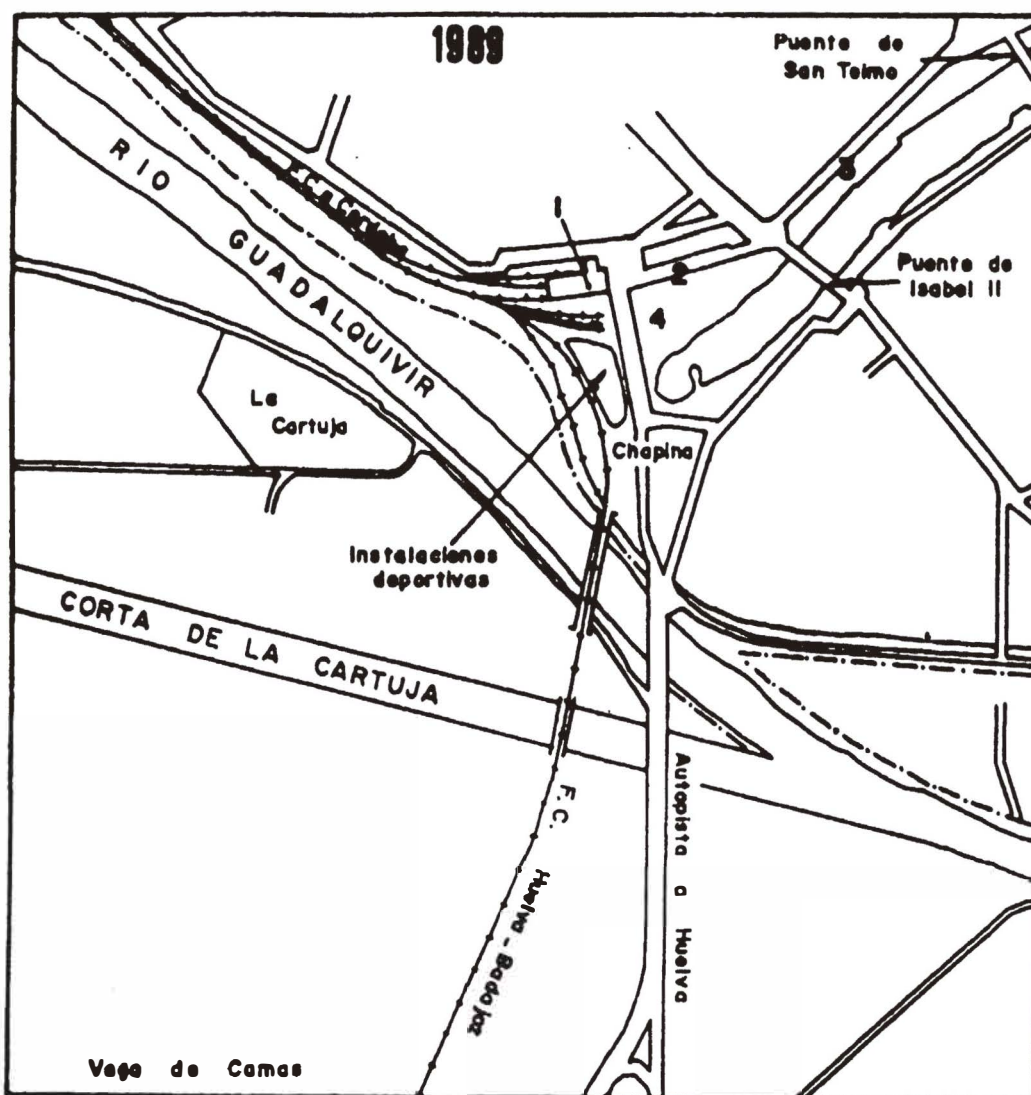 1989
Puente de
San Telmo
RIO
GUADALQUIVIR
F.C. a Cordoba
1
3
2
4
Puente de
Isabel II
La
Cartuja
Chapina
Instalaciones
deportivas
CORTA DE LA CARTUJA
F.C. Huelva-Badajoz
Autopista a Huelva
Vega de Camas